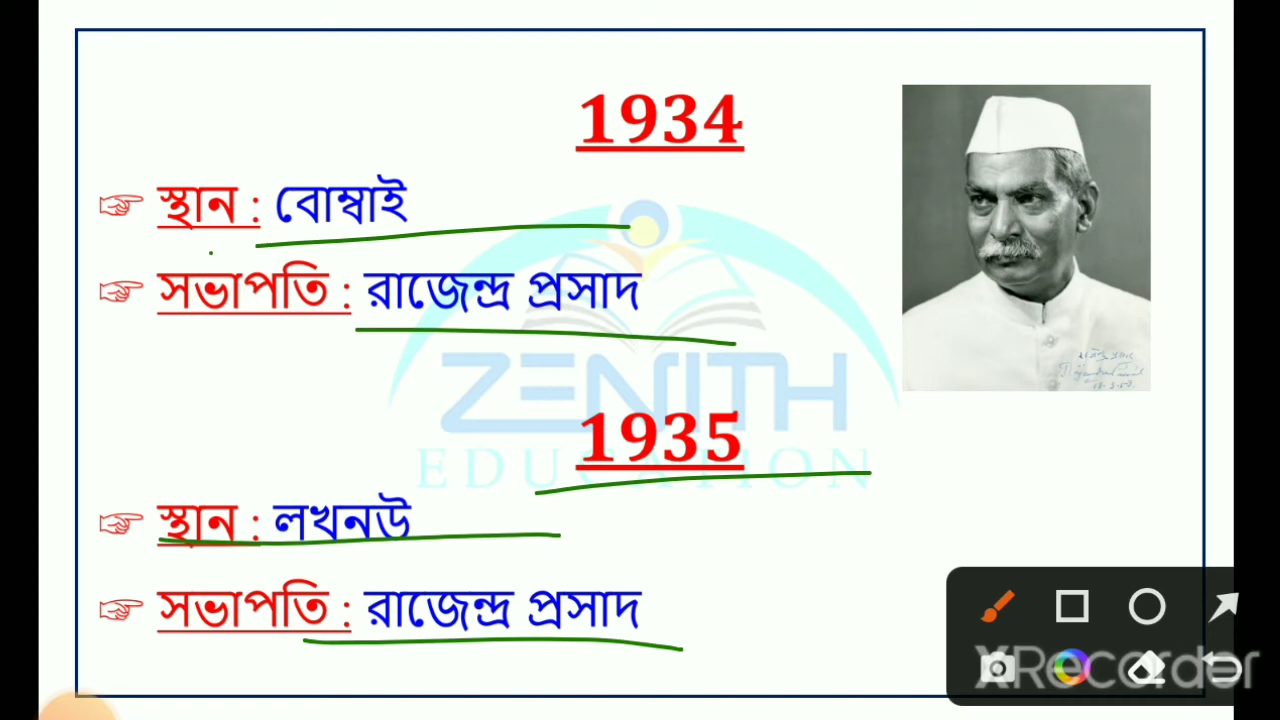 1934
স্থান : বোম্বাই
সভাপতি : রাজেন্দ্র প্রসাদ
ZENITH
EDUCATION
1935
স্থান : লখনউ
সভাপতি : রাজেন্দ্র প্রসাদ
XRecorder